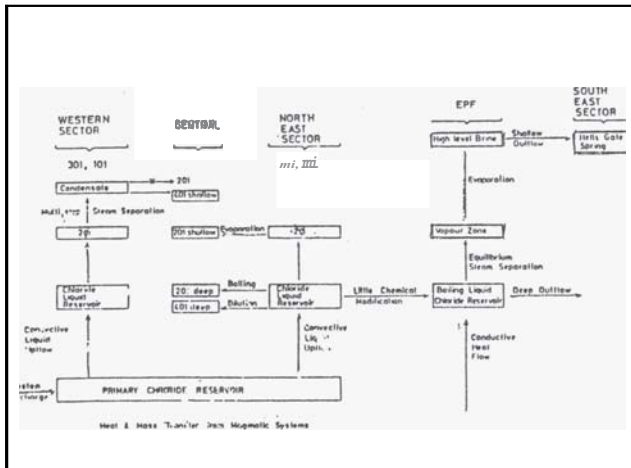 WESTERN
SECTOR
NORTH
EAST
SECTOR
EPF
SOUTH
EAST
SECTOR
301, 101
Condensate
201
401 shallow
High level Brine
Shallow
Outflow
Hells Gate
Spring
Steam Separation
Evaporation
2φ
201 shallow
Evaporation
2φ
Vapour Zone
Equilibrium
Steam Separation
Chloride
Liquid
Reservoir
201 deep
Boiling
401 deep
Dilution
Chloride
Liquid
Reservoir
Little Chemical
Modification
Boiling Liquid
Chloride Reservoir
Deep Outflow
Convective
Liquid
Convective
Conductive
Heat
Flow
PRIMARY CHLORIDE RESERVOIR
Heat & Mass Transfer from Magmatic Systems